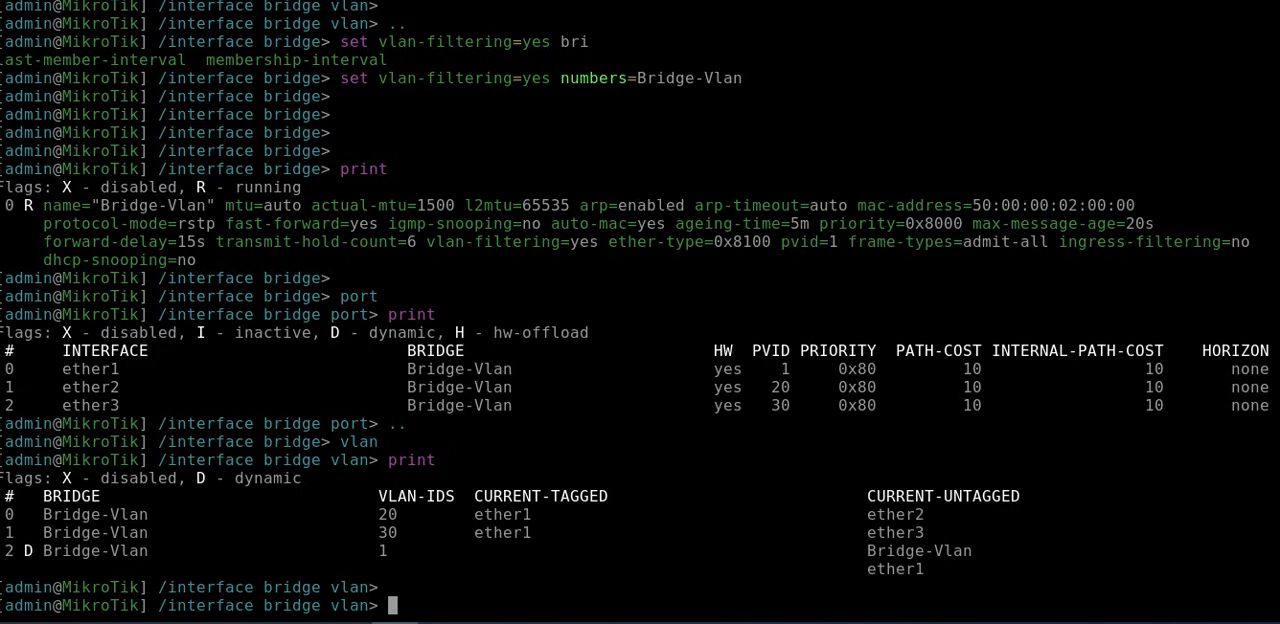 [admin@MikroTik] /interface bridge vlan>
[admin@MikroTik] /interface bridge vlan> ..
[admin@MikroTik] /interface bridge> set vlan-filtering=yes bri
last-member-interval  membership-interval
[admin@MikroTik] /interface bridge> set vlan-filtering=yes numbers=Bridge-Vlan
[admin@MikroTik] /interface bridge>
[admin@MikroTik] /interface bridge>
[admin@MikroTik] /interface bridge>
[admin@MikroTik] /interface bridge>
[admin@MikroTik] /interface bridge> print
Flags: X - disabled, R - running
0 R name="Bridge-Vlan" mtu=auto actual-mtu=1500 l2mtu=65535 arp=enabled arp-timeout=auto mac-address=50:00:00:02:00:00
protocol-mode=rstp fast-forward=yes igmp-snooping=no auto-mac=yes ageing-time=5m priority=0x8000 max-message-age=20s
forward-delay=15s transmit-hold-count=6 vlan-filtering=yes ether-type=0x8100 pvid=1 frame-types=admit-all ingress-filtering=no
dhcp-snooping=no
[admin@MikroTik] /interface bridge>
[admin@MikroTik] /interface bridge> port
[admin@MikroTik] /interface bridge port> print
Flags: X - disabled, I - inactive, D - dynamic, H - hw-offload
# INTERFACE BRIDGE HW PVID PRIORITY PATH-COST INTERNAL-PATH-COST HORIZON
0 ether1 Bridge-Vlan yes 1 0x80 10 10 none
1 ether2 Bridge-Vlan yes 20 0x80 10 10 none
2 ether3 Bridge-Vlan yes 30 0x80 10 10 none
[admin@MikroTik] /interface bridge port> ..
[admin@MikroTik] /interface bridge> vlan
[admin@MikroTik] /interface bridge vlan> print
Flags: X - disabled, D - dynamic
# BRIDGE VLAN-IDS CURRENT-TAGGED CURRENT-UNTAGGED
0 Bridge-Vlan 20 ether1 ether2
1 Bridge-Vlan 30 ether1 ether3
2 D Bridge-Vlan 1 Bridge-Vlan
ether1
[admin@MikroTik] /interface bridge vlan>
[admin@MikroTik] /interface bridge vlan>